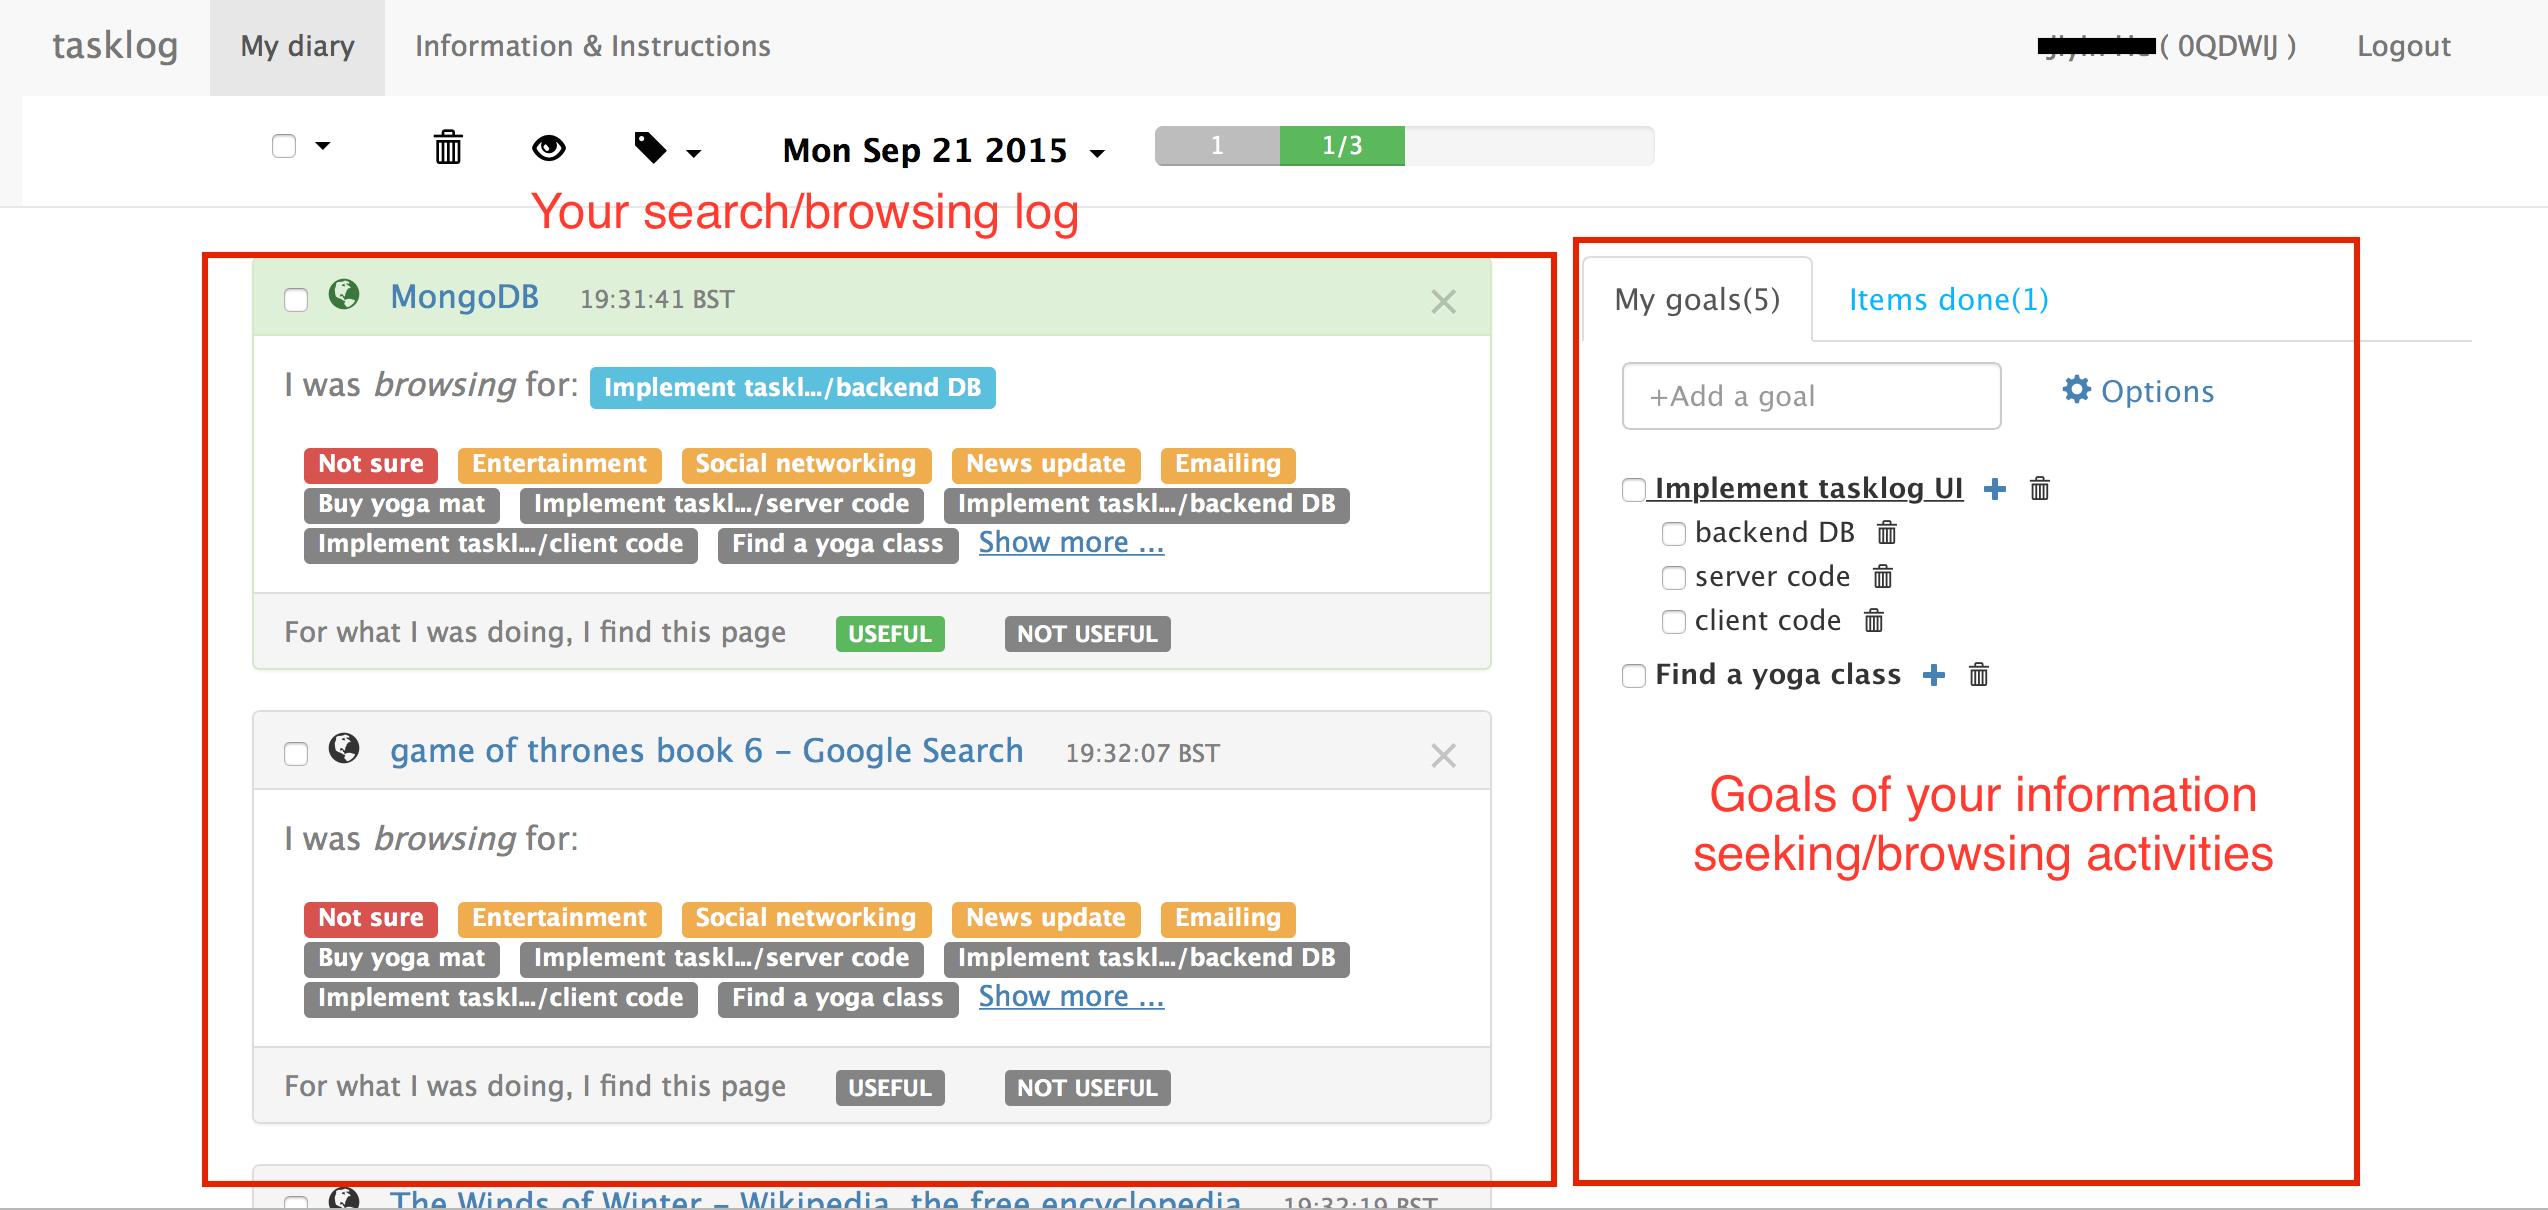 tasklog My diary Information & Instructions ( 0QDWIJ ) Logout
Mon Sep 21 2015 1 1/3
Your search/browsing log
MongoDB 19:31:41 BST
I was browsing for: Implement taskl.../backend DB
Not sure Entertainment Social networking News update Emailing
Buy yoga mat Implement taskl.../server code Implement taskl.../backend DB
Implement taskl.../client code Find a yoga class Show more ...
For what I was doing, I find this page USEFUL NOT USEFUL
game of thrones book 6 – Google Search 19:32:07 BST
I was browsing for:
Not sure Entertainment Social networking News update Emailing
Buy yoga mat Implement taskl.../server code Implement taskl.../backend DB
Implement taskl.../client code Find a yoga class Show more ...
For what I was doing, I find this page USEFUL NOT USEFUL
The Winds of Winter – Wikipedia, the free encyclopedia 19:32:19 BST
My goals(5) Items done(1)
+Add a goal Options
Implement tasklog UI
backend DB
server code
client code
Find a yoga class
Goals of your information
seeking/browsing activities